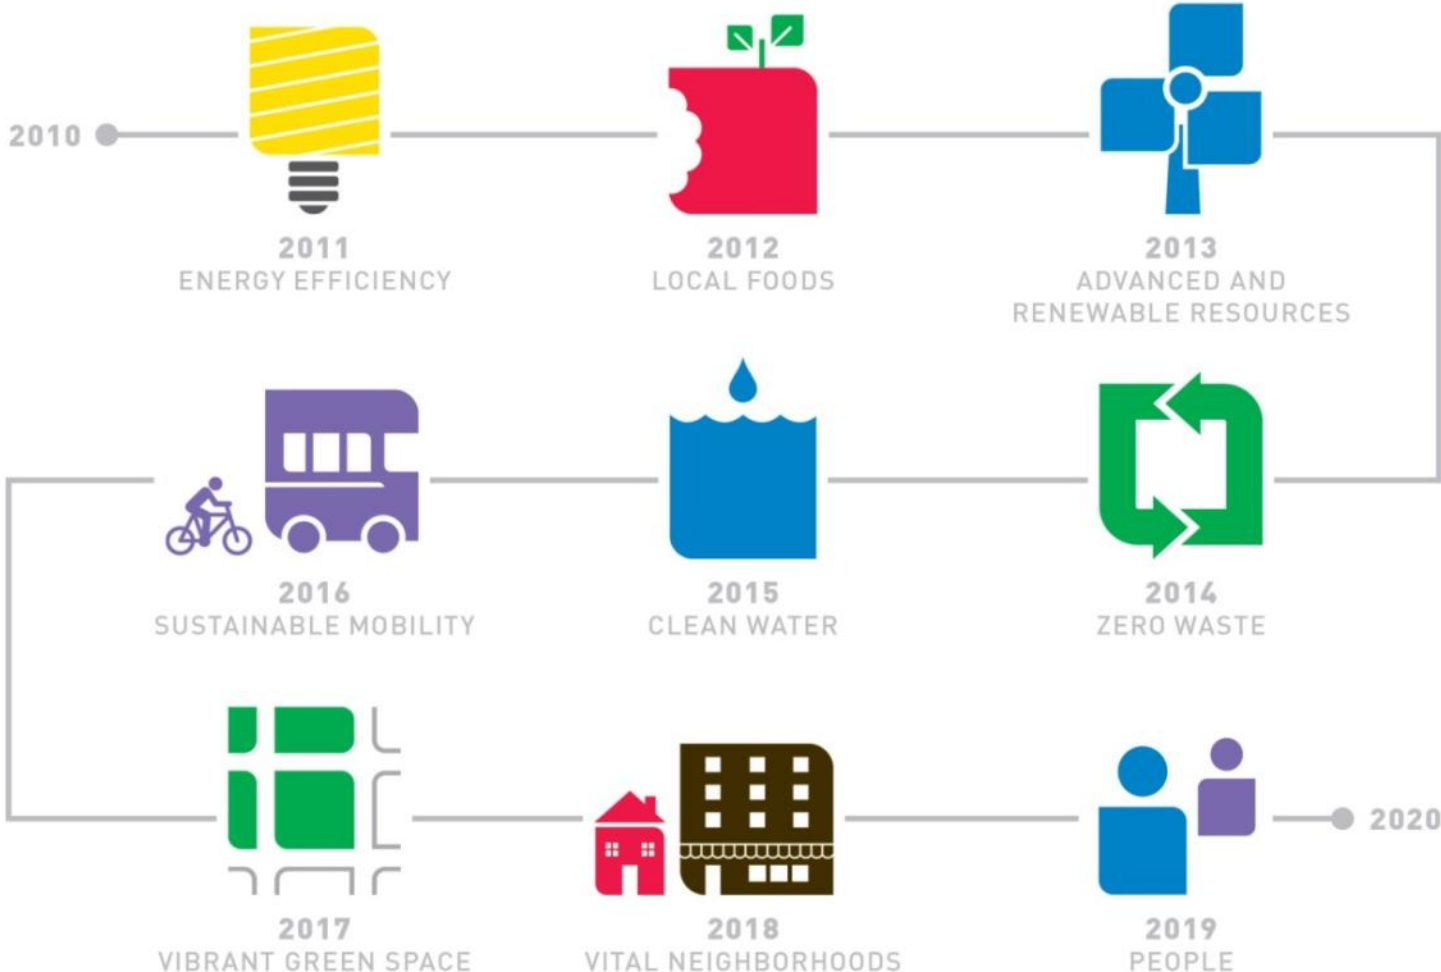 2010
2011
ENERGY EFFICIENCY
2012
LOCAL FOODS
2013
ADVANCED AND
RENEWABLE RESOURCES
2014
ZERO WASTE
2015
CLEAN WATER
2016
SUSTAINABLE MOBILITY
2017
VIBRANT GREEN SPACE
2018
VITAL NEIGHBORHOODS
2019
PEOPLE
2020